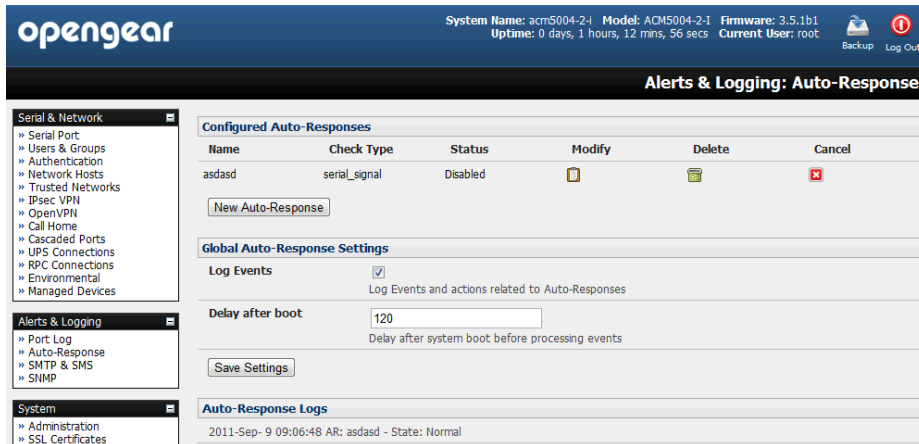 opengear
System Name: acm5004-2-i Model: ACM5004-2-I Firmware: 3.5.1b1
Uptime: 0 days, 1 hours, 12 mins, 56 secs Current User: root
Backup
Log Out
Alerts & Logging: Auto-Response
Serial & Network
» Serial Port
» Users & Groups
» Authentication
» Network Hosts
» Trusted Networks
» IPsec VPN
» OpenVPN
» Call Home
» Cascaded Ports
» UPS Connections
» RPC Connections
» Environmental
» Managed Devices
Alerts & Logging
» Port Log
» Auto-Response
» SMTP & SMS
» SNMP
System
» Administration
» SSL Certificates
Configured Auto-Responses
Name Check Type Status Modify Delete Cancel
asdasd serial_signal Disabled
New Auto-Response
Global Auto-Response Settings
Log Events
Log Events and actions related to Auto-Responses
Delay after boot
120
Delay after system boot before processing events
Save Settings
Auto-Response Logs
2011-Sep- 9 09:06:48 AR: asdasd - State: Normal